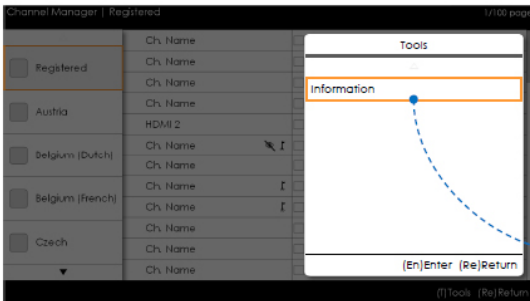 Channel Manager | Registered
1/100 page
Registered
Austria
Belgium (Dutch)
Belgium (French)
Czech
Ch. Name
Ch. Name
Ch. Name
Ch. Name
HDMI 2
Ch. Name
Ch. Name
Ch. Name
Ch. Name
Ch. Name
Ch. Name
Ch. Name
Tools
Information
(En)Enter (Re)Return
(T)Tools (Re)Return